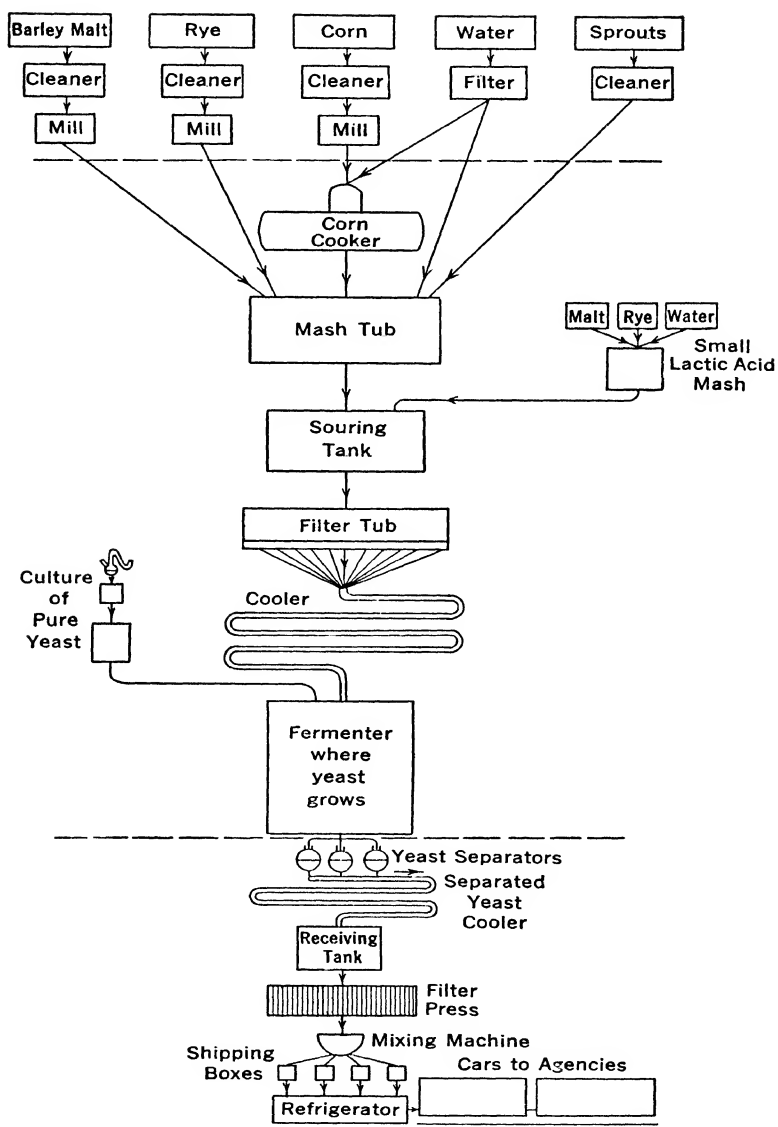 Barley Malt
Rye
Corn
Water
Sprouts
Cleaner
Cleaner
Cleaner
Filter
Cleaner
Mill
Mill
Mill
Corn
Cooker
Mash Tub
Malt
Rye
Water
Small
Lactic Acid
Mash
Souring
Tank
Filter Tub
Culture
of
Pure
Yeast
Cooler
Fermenter
where
yeast
grows
Yeast Separators
Separated
Yeast
Cooler
Receiving
Tank
Filter
Press
Mixing Machine
Shipping
Boxes
Cars to Agencies
Refrigerator